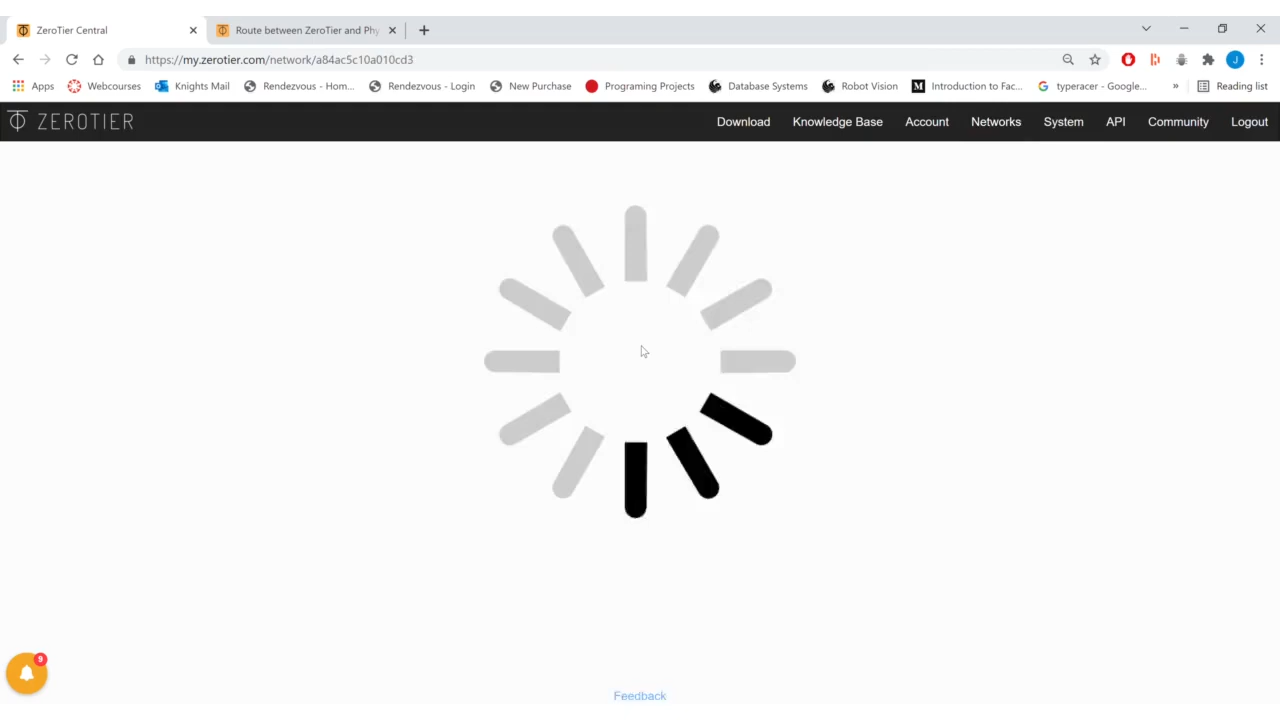 ZeroTier Central
Route between ZeroTier and Phy
https://my.zerotier.com/network/a84ac5c10a010cd3
J
Apps
Webcourses
Knights Mail
Rendezvous - Hom...
Rendezvous - Login
New Purchase
Programing Projects
Database Systems
Robot Vision
M
Introduction to Fac...
G
typeracer - Google...
»
Reading list
ZEROTIER
Download
Knowledge Base
Account
Networks
System
API
Community
Logout
9
Feedback